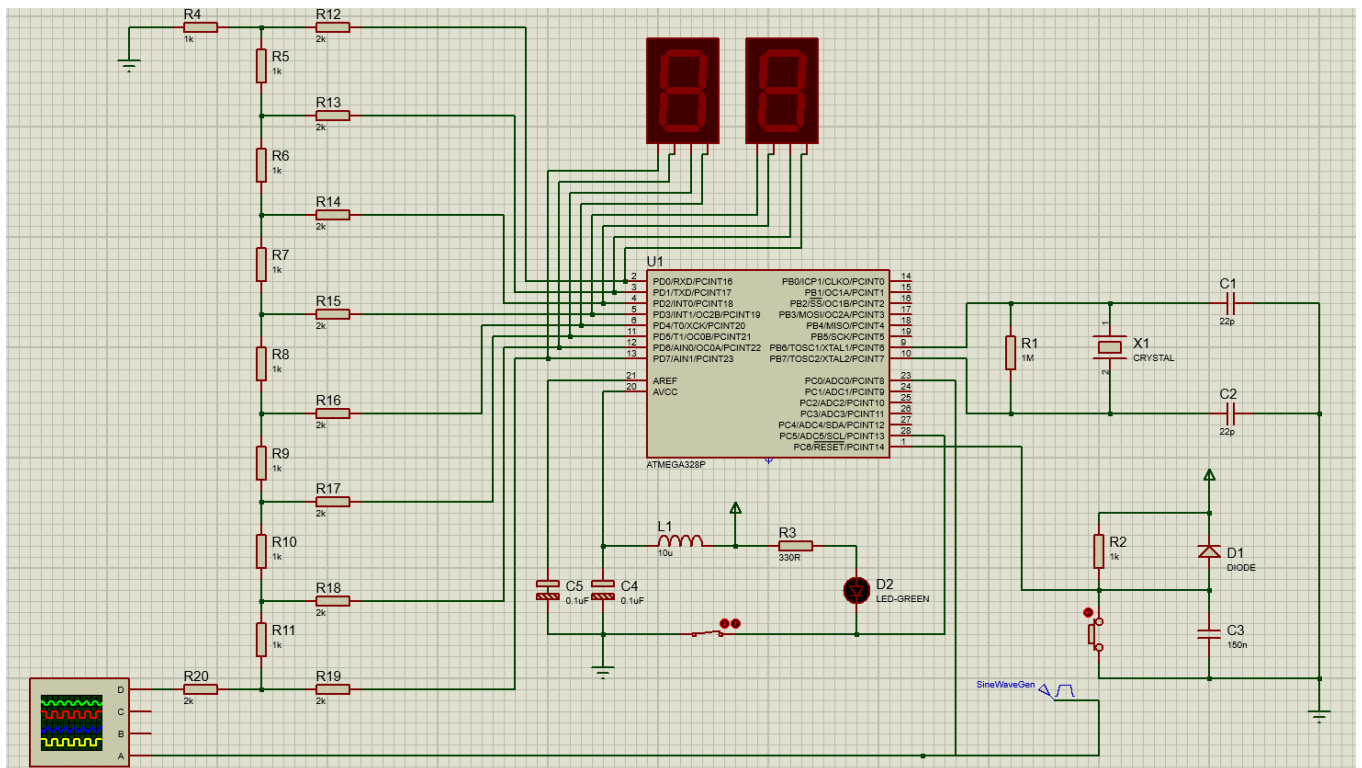 R4
1k
R12
2k
R5
1k
R13
2k
R6
1k
R14
2k
R7
1k
R15
2k
R8
1k
R16
2k
R9
1k
R17
2k
R10
1k
R18
2k
R11
1k
R20
2k
R19
2k
D
C
B
A
U1
2 PD0/RXD/PCINT16 PB0/ICP1/CLKO/PCINT0 14
3 PD1/TXD/PCINT17 PB1/OC1A/PCINT1 15
4 PD2/INT0/PCINT18 PB2/SS/OC1B/PCINT2 16
5 PD3/INT1/OC2B/PCINT19 PB3/MOSI/OC2A/PCINT3 17
6 PD4/T0/XCK/PCINT20 PB4/MISO/PCINT4 18
11 PD5/T1/OC0B/PCINT21 PB5/SCK/PCINT5 19
12 PD6/AIN0/OC0A/PCINT22 PB6/TOSC1/XTAL1/PCINT6 9
13 PD7/AIN1/PCINT23 PB7/TOSC2/XTAL2/PCINT7 10
21 AREF PC0/ADC0/PCINT8 23
20 AVCC PC1/ADC1/PCINT9 24
PC2/ADC2/PCINT10 25
PC3/ADC3/PCINT11 26
PC4/ADC4/SDA/PCINT12 27
PC5/ADC5/SCL/PCINT13 28
PC6/RESET/PCINT14 1
ATMEGA328P
R1
1M
1
X1
CRYSTAL
2
C1
22p
C2
22p
L1
10u
R3
330R
C5
0.1uF
C4
0.1uF
D2
LED-GREEN
R2
1k
D1
DIODE
C3
150n
SineWaveGen